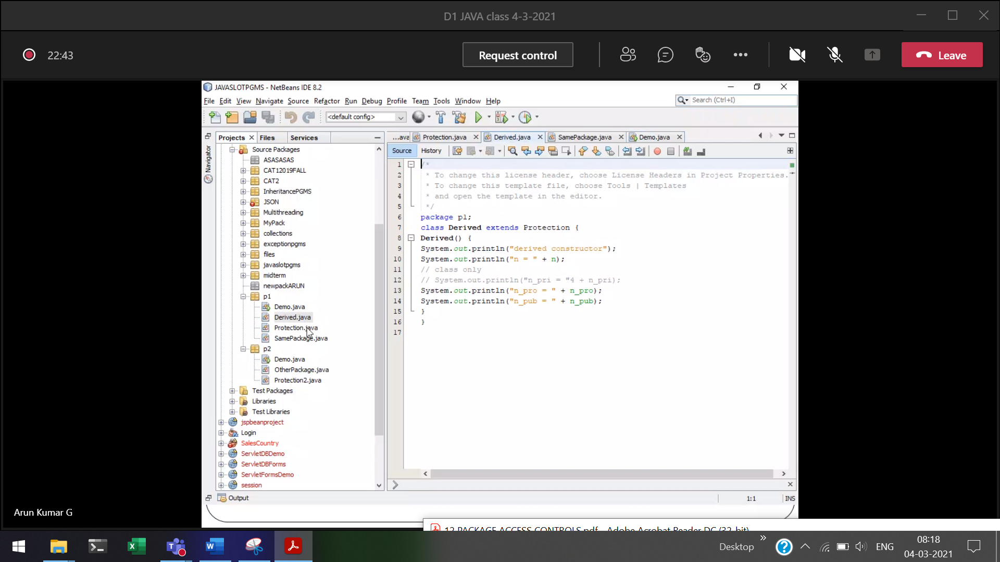 D1 JAVA class 4-3-2021
22:43
Request control
Leave
JAVASLOTPGMS - NetBeans IDE 8.2
File Edit View Navigate Source Refactor Run Debug Profile Team Tools Window Help
Search (Ctrl+I)
<default config>
Projects Files Services
...ava Protection.java Derived.java SamePackage.java Demo.java
Source History
Navigator
Source Packages
ASASASAS
CAT12019FALL
CAT2
InheritancePGMS
JSON
Multithreading
MyPack
collections
exceptionpgms
files
javaslotpgms
midterm
newpackARUN
p1
Demo.java
Derived.java
Protection.java
SamePackage.java
p2
Demo.java
OtherPackage.java
Protection2.java
Test Packages
Libraries
Test Libraries
jspbeanproject
Login
SalesCountry
ServletDBDemo
ServletDBForms
ServletFormsDemo
session
1 /*
2 * To change this license header, choose License Headers in Project Properties.
3 * To change this template file, choose Tools | Templates
4 * and open the template in the editor.
5 */
6 package p1;
7 class Derived extends Protection {
8 Derived() {
9 System.out.println("derived constructor");
10 System.out.println("n = " + n);
11 // class only
12 // System.out.println("n_pri = "4 + n_pri);
13 System.out.println("n_pro = " + n_pro);
14 System.out.println("n_pub = " + n_pub);
15 }
16 }
17
Output
1:1 INS
Arun Kumar G
12 PACKAGE ACCESS CONTROLS.pdf - Adobe Acrobat Reader DC (32-bit)
Desktop
ENG
08:18
04-03-2021